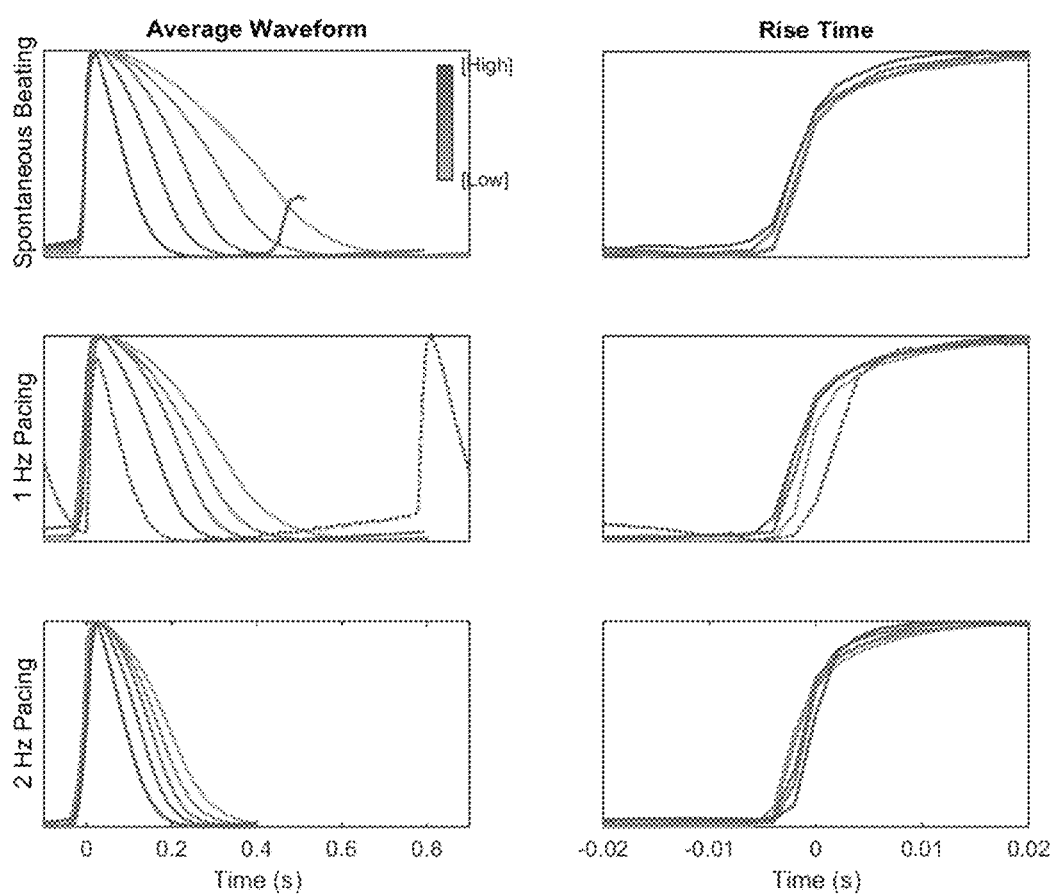 Average Waveform
Rise Time
Spontaneous Beating
[High]
[Low]
1 Hz Pacing
2 Hz Pacing
0 0.2 0.4 0.6 0.8
Time (s)
-0.02 -0.01 0 0.01 0.02
Time (s)